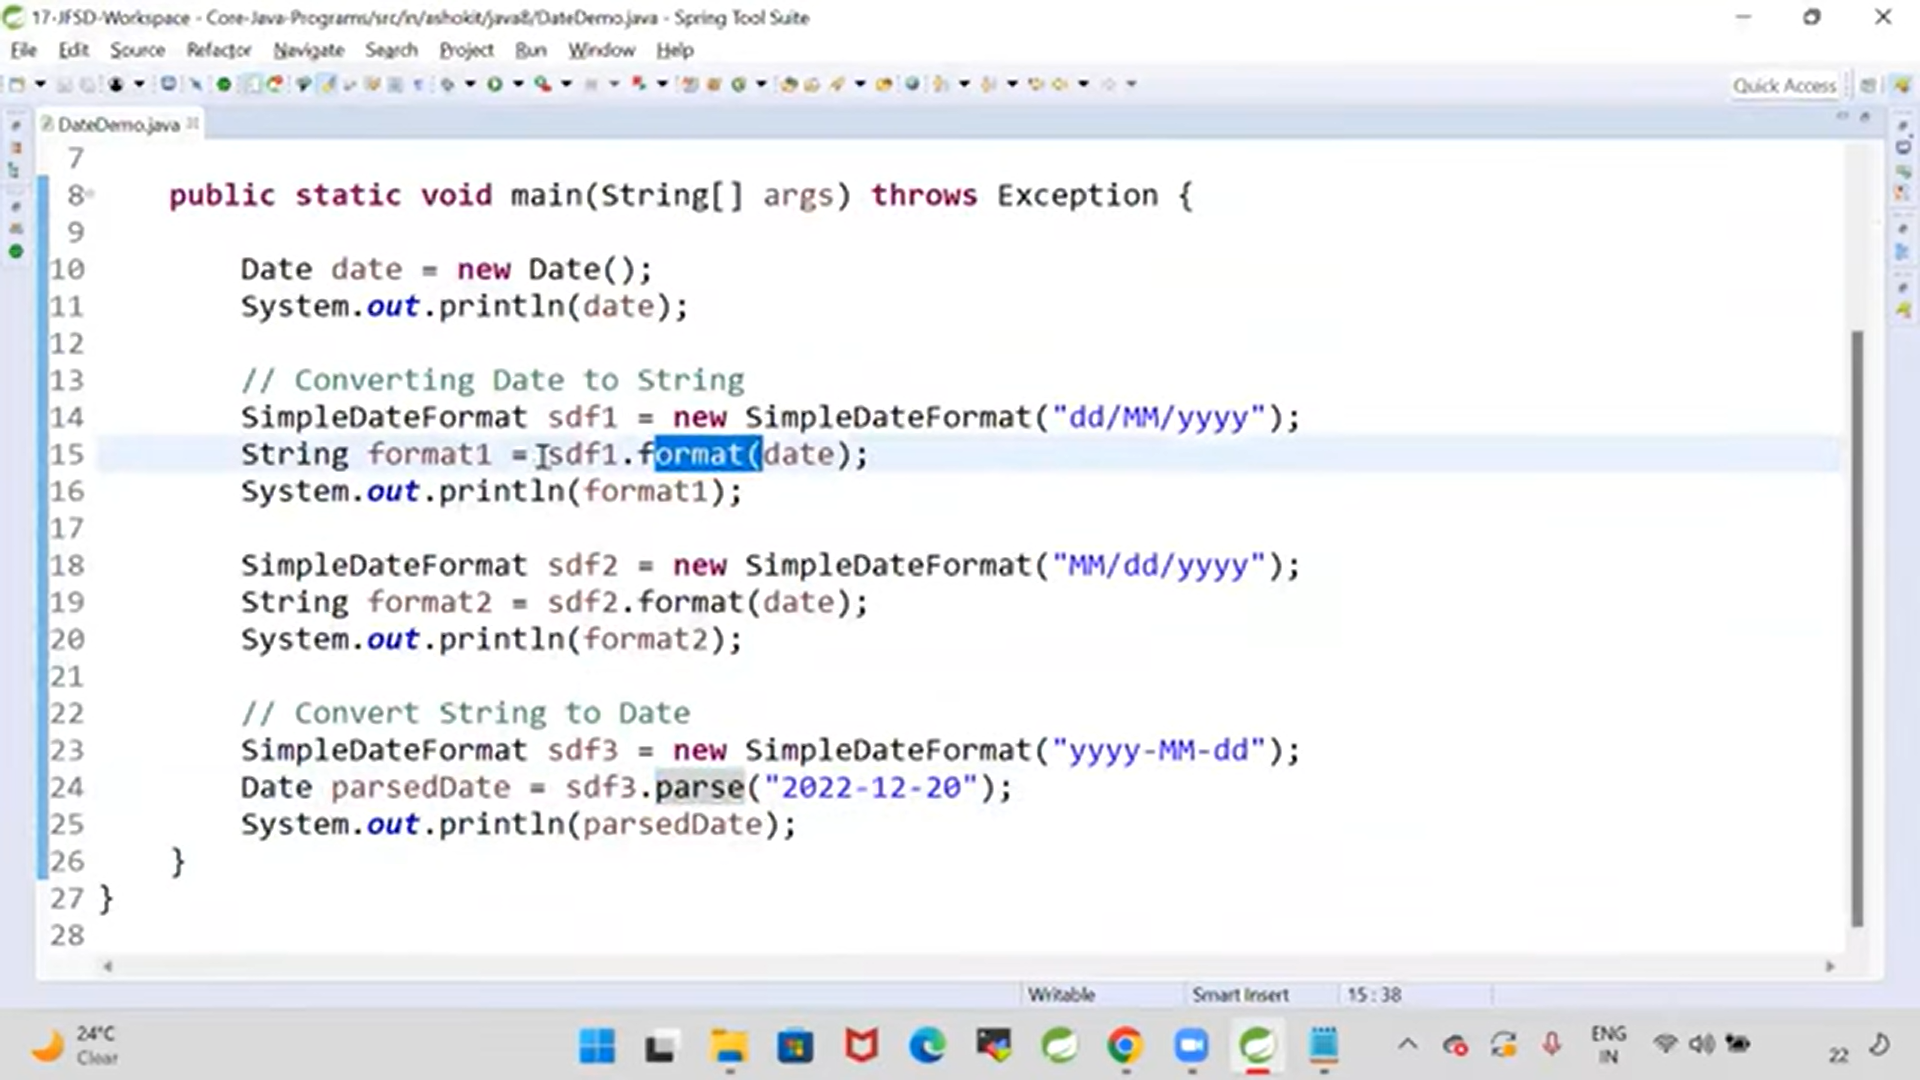 17-JFSD-Workspace - Core-Java-Programs/src/in/ashokit/java8/DateDemo.java - Spring Tool Suite
File Edit Source Refactor Navigate Search Project Run Window Help
Quick Access
DateDemo.java
7
8 public static void main(String[] args) throws Exception {
9
10 Date date = new Date();
11 System.out.println(date);
12
13 // Converting Date to String
14 SimpleDateFormat sdf1 = new SimpleDateFormat("dd/MM/yyyy");
15 String format1 = sdf1.format(date);
16 System.out.println(format1);
17
18 SimpleDateFormat sdf2 = new SimpleDateFormat("MM/dd/yyyy");
19 String format2 = sdf2.format(date);
20 System.out.println(format2);
21
22 // Convert String to Date
23 SimpleDateFormat sdf3 = new SimpleDateFormat("yyyy-MM-dd");
24 Date parsedDate = sdf3.parse("2022-12-20");
25 System.out.println(parsedDate);
26 }
27 }
28
Writable Smart Insert 15 : 38
24°C
Clear
ENG
IN
22